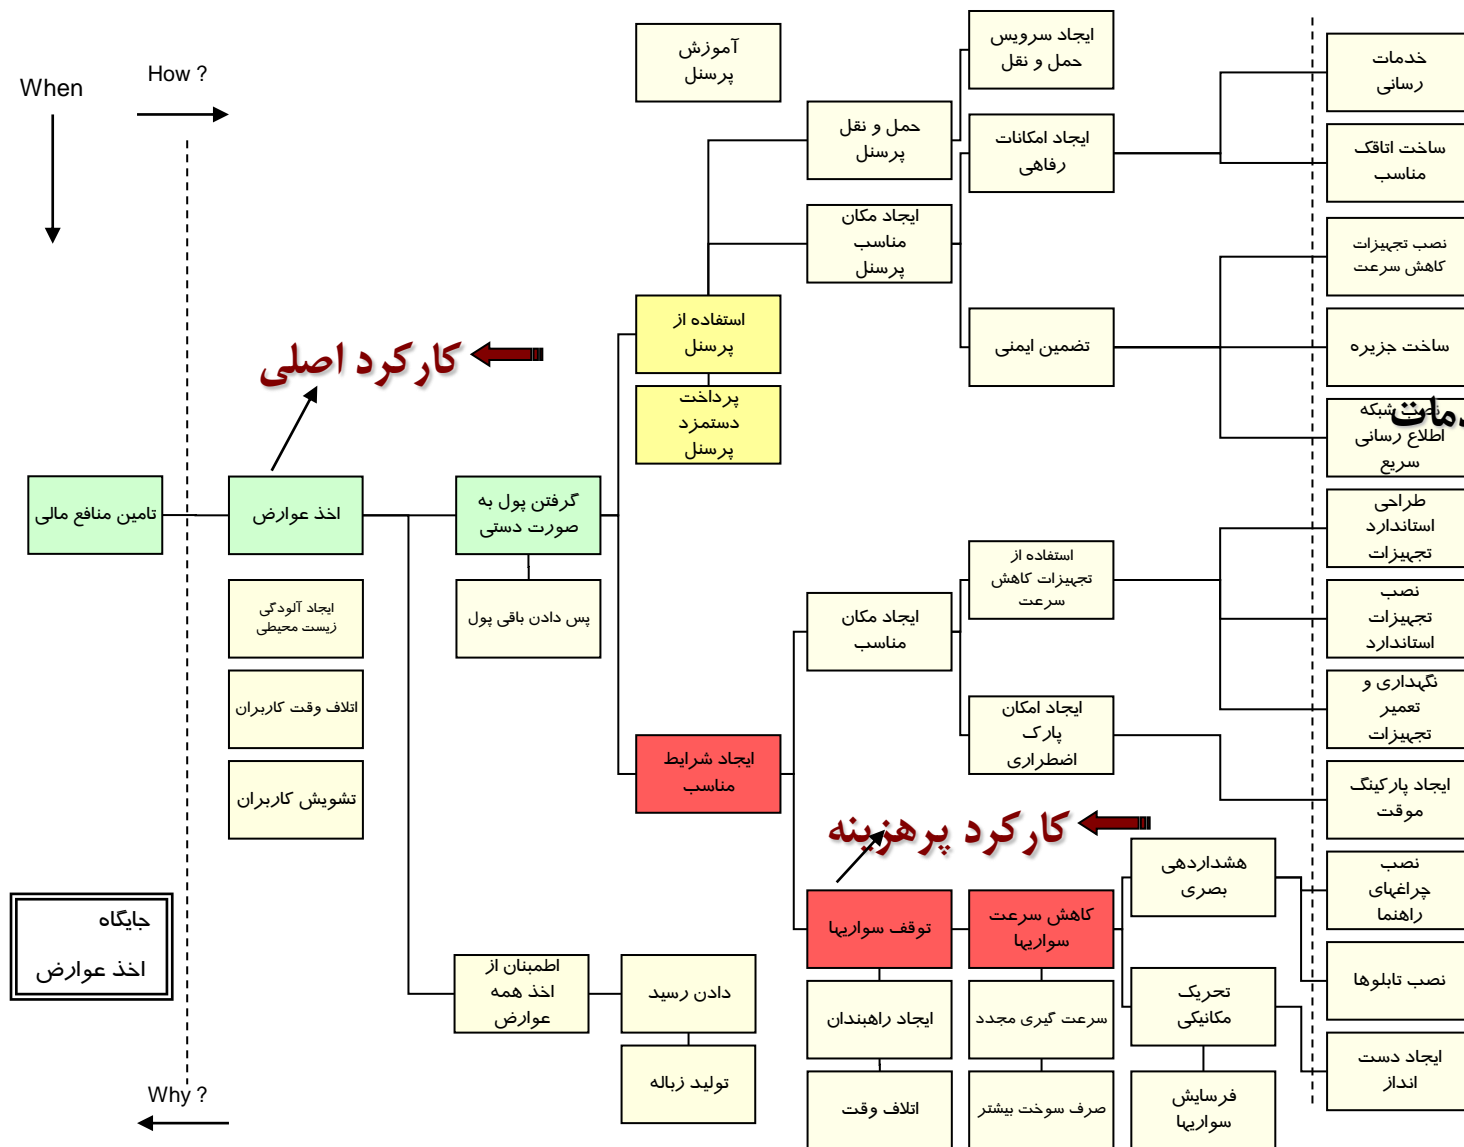 When
How ?
آموزش
پرسنل
ایجاد سرویس
حمل و نقل
خدمات
رسانی
حمل و نقل
پرسنل
ایجاد امکانات
رفاهی
ساخت اتاقک
مناسب
ایجاد مکان
مناسب
پرسنل
نصب تجهیزات
کاهش سرعت
استفاده از
پرسنل
تضمین ایمنی
ساخت جزیره
کارکرد اصلی
پرداخت
دستمزد
پرسنل
نصب شبکه
اطلاع رسانی
سریع
تامین منافع مالی
اخذ عوارض
گرفتن پول به
صورت دستی
طراحی
استاندارد
تجهیزات
استفاده از
تجهیزات کاهش
سرعت
ایجاد آلودگی
زیست محیطی
پس دادن باقی پول
ایجاد مکان
مناسب
نصب
تجهیزات
استاندارد
اتلاف وقت کاربران
ایجاد امکان
پارک
اضطراری
نگهداری و
تعمیر
تجهیزات
ایجاد شرایط
مناسب
تشویش کاربران
ایجاد پارکینگ
موقت
کارکرد پرهزینه
هشداردهی
بصری
نصب
چراغهای
راهنما
جایگاه
اخذ عوارض
توقف سواریها
کاهش سرعت
سواریها
اطمبنان از
اخذ همه
عوارض
دادن رسید
نصب تابلوها
ایجاد راهبندان
سرعت گیری مجدد
تحریک
مکانیکی
تولید زباله
ایجاد دست
انداز
اتلاف وقت
صرف سوخت بیشتر
فرسایش
سواریها
Why ?